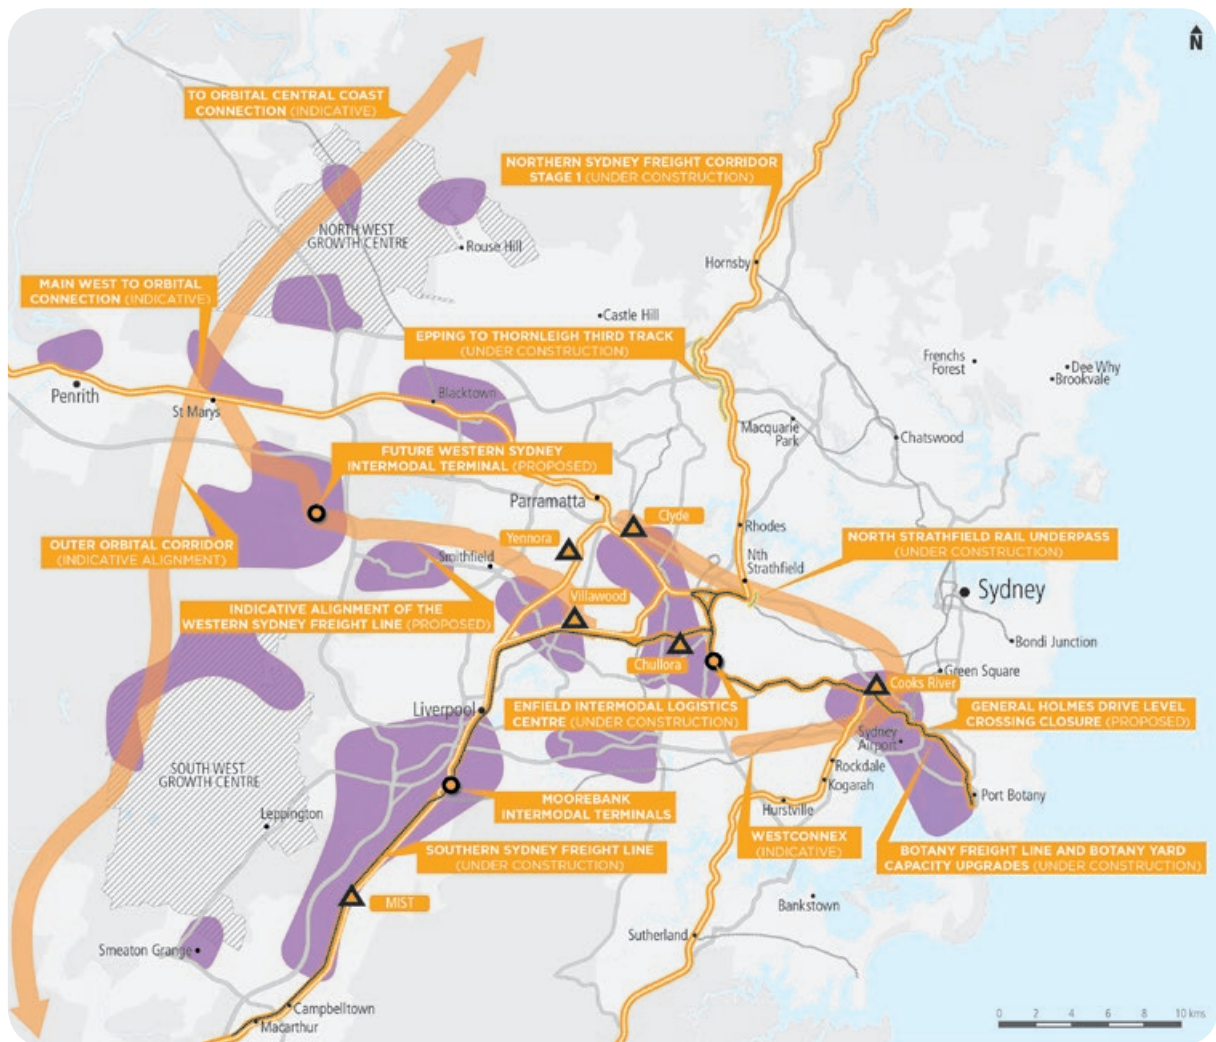 N
TO ORBITAL CENTRAL COAST
CONNECTION (INDICATIVE)
NORTHERN SYDNEY FREIGHT CORRIDOR
STAGE 1 (UNDER CONSTRUCTION)
NORTH WEST
GROWTH CENTRE
Rouse Hill
Hornsby
MAIN WEST TO ORBITAL
CONNECTION (INDICATIVE)
Castle Hill
EPPING TO THORNLEIGH THIRD TRACK
(UNDER CONSTRUCTION)
Frenchs
Forest
Dee Why
Brookvale
Penrith
St Marys
Blacktown
Macquarie
Park
Chatswood
FUTURE WESTERN SYDNEY
INTERMODAL TERMINAL (PROPOSED)
Parramatta
Clyde
Rhodes
Yennora
NORTH STRATHFIELD RAIL UNDERPASS
(UNDER CONSTRUCTION)
OUTER ORBITAL CORRIDOR
(INDICATIVE ALIGNMENT)
Smithfield
Nth
Strathfield
Villawood
Sydney
INDICATIVE ALIGNMENT OF THE
WESTERN SYDNEY FREIGHT LINE (PROPOSED)
Bondi Junction
Chullora
Green Square
Cooks River
Liverpool
ENFIELD INTERMODAL LOGISTICS
CENTRE (UNDER CONSTRUCTION)
GENERAL HOLMES DRIVE LEVEL
CROSSING CLOSURE (PROPOSED)
Sydney
Airport
SOUTH WEST
GROWTH CENTRE
Rockdale
Kogarah
Port Botany
MOOREBANK
INTERMODAL TERMINALS
Hurstville
Leppington
WESTCONNEX
(INDICATIVE)
SOUTHERN SYDNEY FREIGHT LINE
(UNDER CONSTRUCTION)
BOTANY FREIGHT LINE AND BOTANY YARD
CAPACITY UPGRADES (UNDER CONSTRUCTION)
MIST
Bankstown
Sutherland
Smeaton Grange
Campbelltown
Macarthur
0 2 4 6 8 10 kms